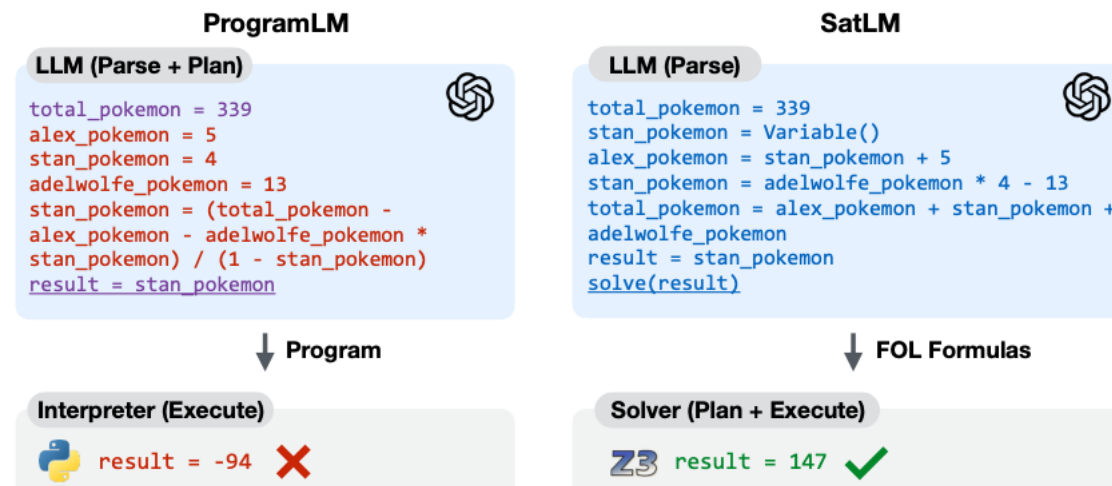 ProgramLM
LLM (Parse + Plan)
total_pokemon = 339
alex_pokemon = 5
stan_pokemon = 4
adelwolfe_pokemon = 13
stan_pokemon = (total_pokemon -
alex_pokemon - adelwolfe_pokemon *
stan_pokemon) / (1 - stan_pokemon)
result = stan_pokemon
Program
Interpreter (Execute)
result = -94
SatLM
LLM (Parse)
total_pokemon = 339
stan_pokemon = Variable()
alex_pokemon = stan_pokemon + 5
stan_pokemon = adelwolfe_pokemon * 4 - 13
total_pokemon = alex_pokemon + stan_pokemon +
adelwolfe_pokemon
result = stan_pokemon
solve(result)
FOL Formulas
Solver (Plan + Execute)
Z3 result = 147